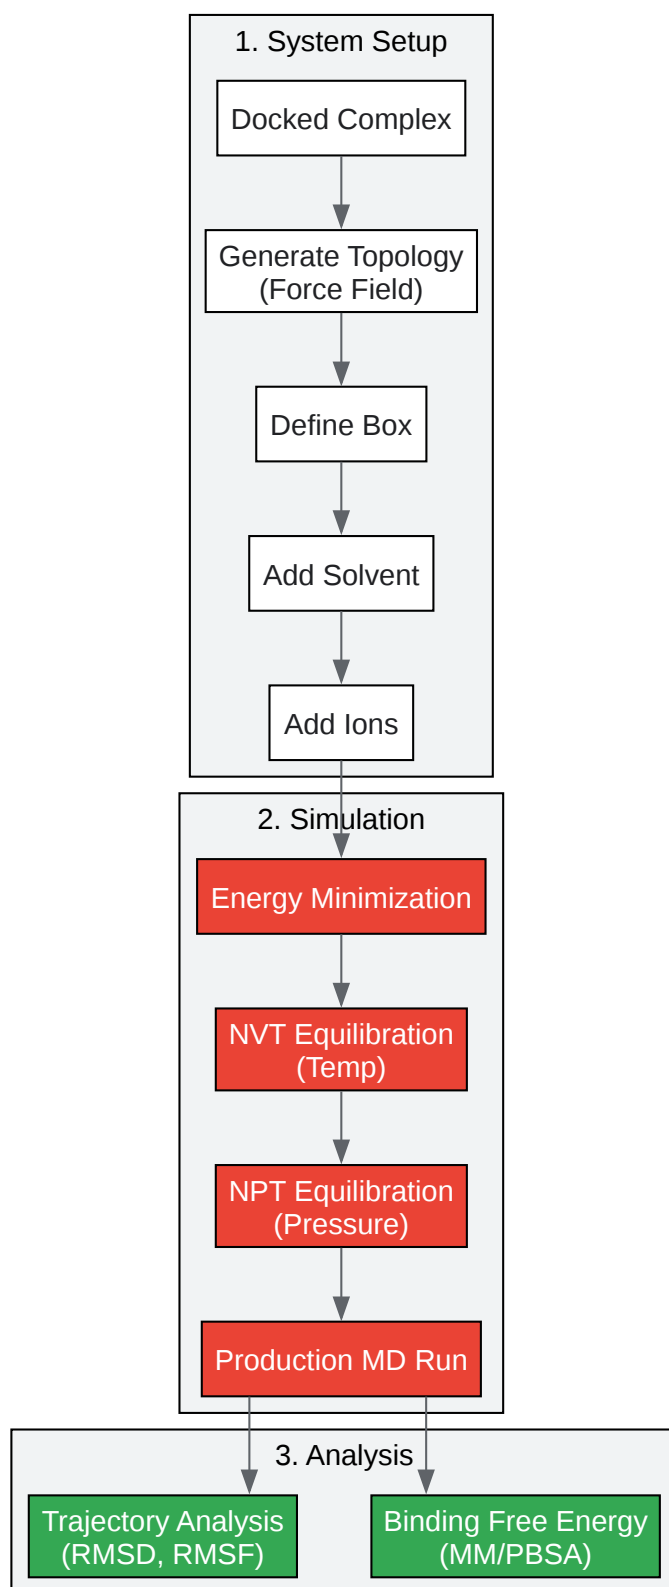 1. System Setup
Docked Complex
Generate Topology
(Force Field)
Define Box
Add Solvent
Add Ions
2. Simulation
Energy Minimization
NVT Equilibration
(Temp)
NPT Equilibration
(Pressure)
Production MD Run
3. Analysis
Trajectory Analysis
(RMSD, RMSF)
Binding Free Energy
(MM/PBSA)